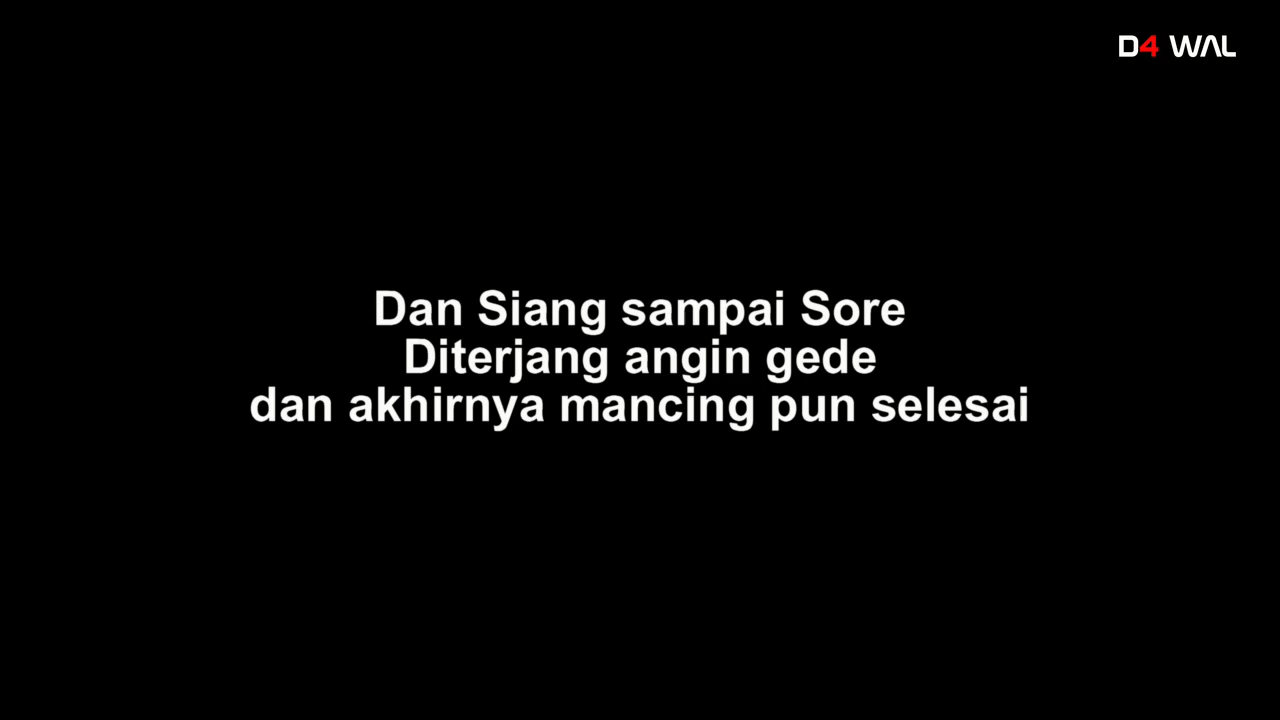 D4 WAL
Dan Siang sampai Sore
Diterjang angin gede
dan akhirnya mancing pun selesai